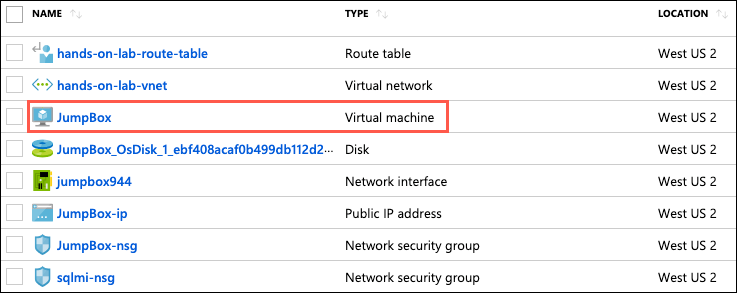 NAME TYPE LOCATION
hands-on-lab-route-table Route table West US 2
hands-on-lab-vnet Virtual network West US 2
JumpBox Virtual machine West US 2
JumpBox_OsDisk_1_ebf408acaf0b499db112d2··· Disk West US 2
jumpbox944 Network interface West US 2
JumpBox-ip Public IP address West US 2
JumpBox-nsg Network security group West US 2
sqlmi-nsg Network security group West US 2